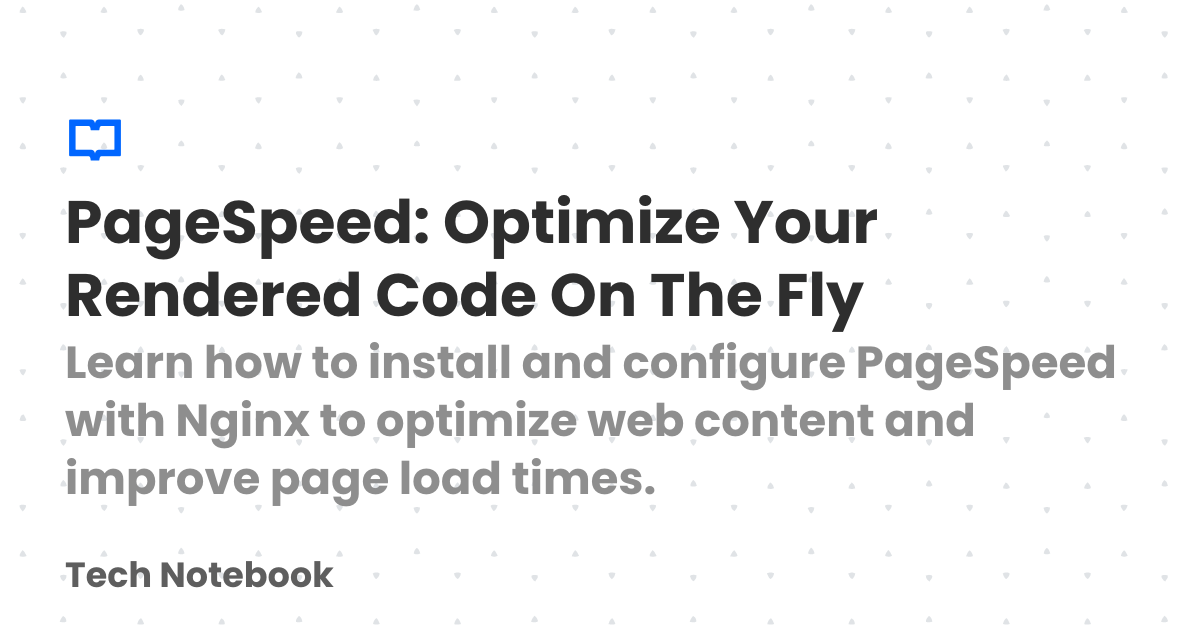 PageSpeed: Optimize Your
Rendered Code On The Fly
Learn how to install and configure PageSpeed
with Nginx to optimize web content and
improve page load times.
Tech Notebook